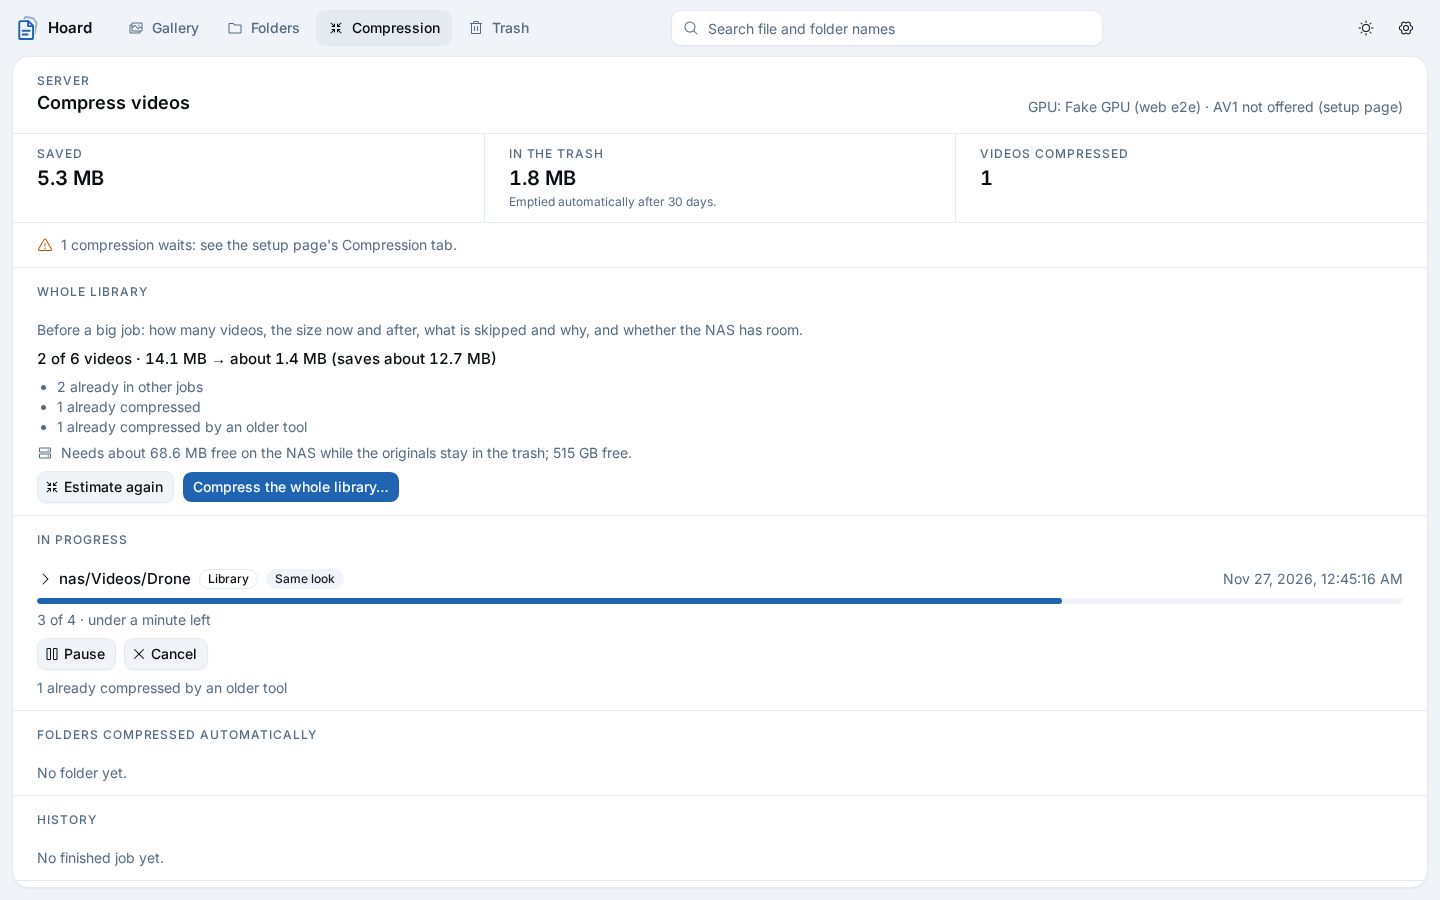 Hoard
Gallery
Folders
Compression
Trash
Search file and folder names
SERVER
Compress videos
GPU: Fake GPU (web e2e) · AV1 not offered (setup page)
SAVED
5.3 MB
IN THE TRASH
1.8 MB
Emptied automatically after 30 days.
VIDEOS COMPRESSED
1
1 compression waits: see the setup page's Compression tab.
WHOLE LIBRARY
Before a big job: how many videos, the size now and after, what is skipped and why, and whether the NAS has room.
2 of 6 videos · 14.1 MB → about 1.4 MB (saves about 12.7 MB)
• 2 already in other jobs
• 1 already compressed
• 1 already compressed by an older tool
Needs about 68.6 MB free on the NAS while the originals stay in the trash; 515 GB free.
Estimate again
Compress the whole library...
IN PROGRESS
nas/Videos/Drone
Library
Same look
Nov 27, 2026, 12:45:16 AM
3 of 4 · under a minute left
Pause
Cancel
1 already compressed by an older tool
FOLDERS COMPRESSED AUTOMATICALLY
No folder yet.
HISTORY
No finished job yet.